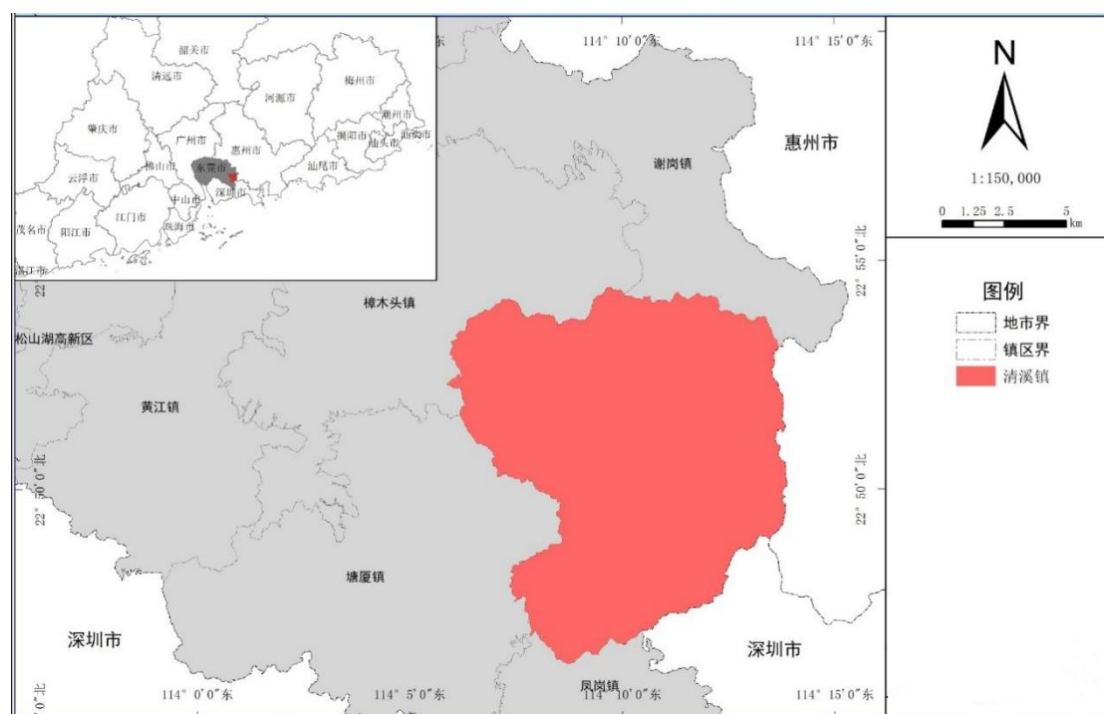 韶关市
清远市
河源市
梅州市
潮州市
肇庆市
广州市
惠州市
揭阳市
汕头市
云浮市
佛山市
东莞市
汕尾市
深圳市
中山市
江门市
珠海市
茂名市
阳江市
114° 10′0″东
114° 15′0″东
惠州市
谢岗镇
N
1:150,000
0 1.25 2.5 5
km
22° 55′0″北
图例
地市界
镇区界
清溪镇
樟木头镇
松山湖高新区
黄江镇
22° 50′0″北
22° 50′0″北
塘厦镇
深圳市
深圳市
凤岗镇
114° 0′0″东
114° 5′0″东
114° 10′0″东
114° 15′0″东